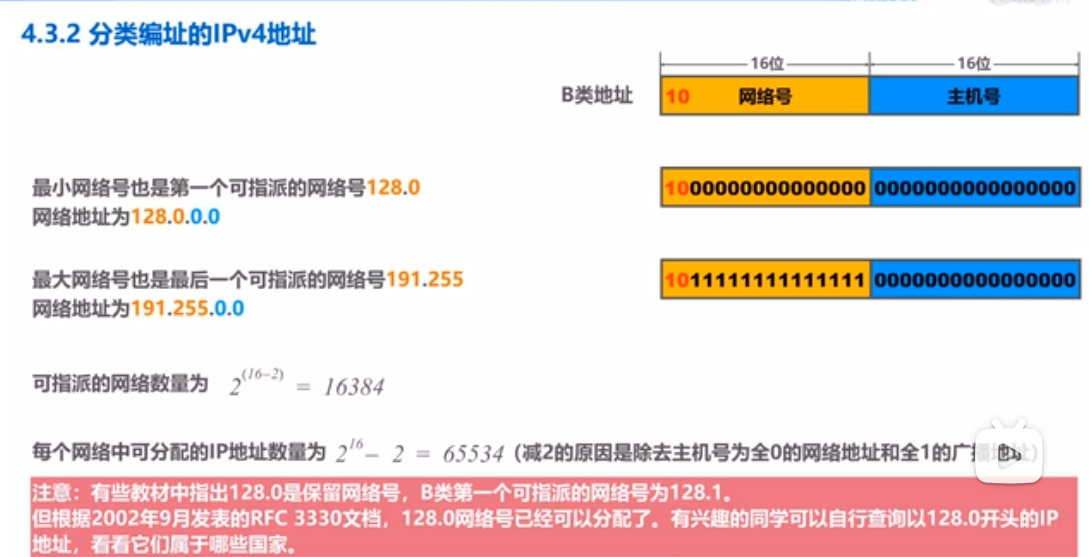 4.3.2 分类编址的IPv4地址
16位 16位
B类地址 10 网络号 主机号
最小网络号也是第一个可指派的网络号128.0
网络地址为128.0.0.0
1000000000000000 0000000000000000
最大网络号也是最后一个可指派的网络号191.255
网络地址为191.255.0.0
1011111111111111 0000000000000000
可指派的网络数量为 2^(16-2) = 16384
每个网络中可分配的IP地址数量为 2^16 - 2 = 65534 (减2的原因是除去主机号为全0的网络地址和全1的广播地址)
注意：有些教材中指出128.0是保留网络号，B类第一个可指派的网络号为128.1。
但根据2002年9月发表的RFC 3330文档，128.0网络号已经可以分配了。有兴趣的同学可以自行查询以128.0开头的IP
地址，看看它们属于哪些国家。